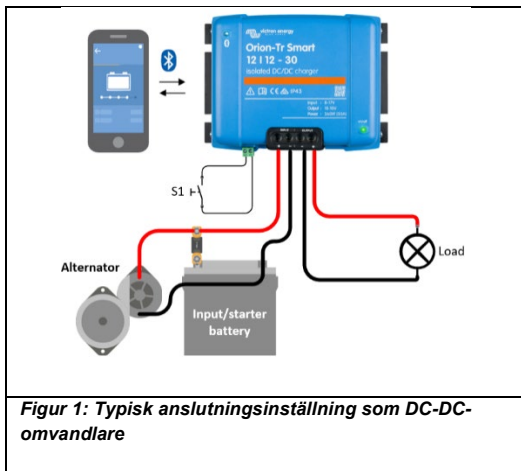 victron energy
Orion-Tr Smart
12 | 12 - 30
isolated DC/DC charger
IP43
S1
Alternator
Input/starter
battery
Load
Figur 1: Typisk anslutningsinställning som DC-DC-
omvandlare